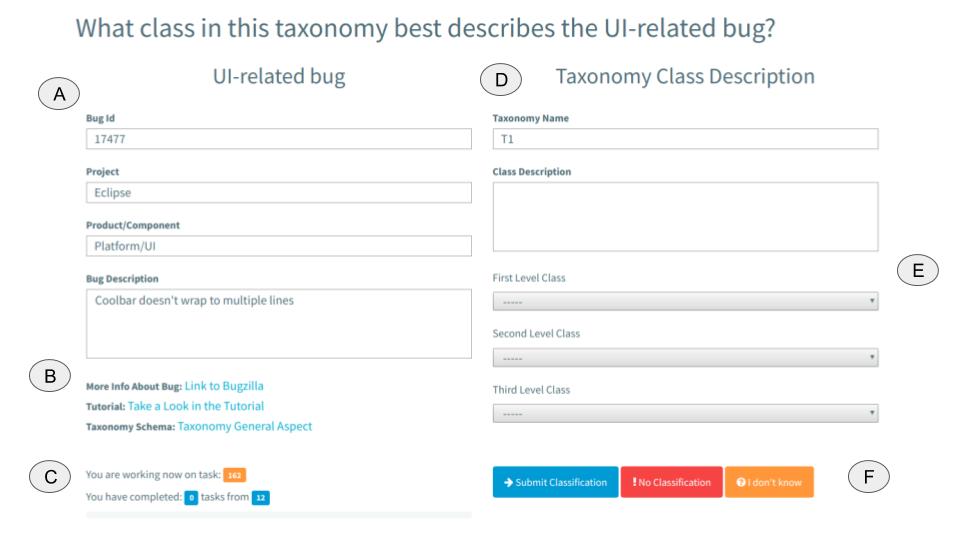 What class in this taxonomy best describes the UI-related bug?
A
UI-related bug
Bug Id
17477
Project
Eclipse
Product/Component
Platform/UI
Bug Description
Coolbar doesn't wrap to multiple lines
B
More Info About Bug: Link to Bugzilla
Tutorial: Take a Look in the Tutorial
Taxonomy Schema: Taxonomy General Aspect
C
You are working now on task: 162
You have completed: 0 tasks from 12
D
Taxonomy Class Description
Taxonomy Name
T1
Class Description
E
First Level Class
-----
Second Level Class
-----
Third Level Class
-----
Submit Classification
! No Classification
? I don't know
F